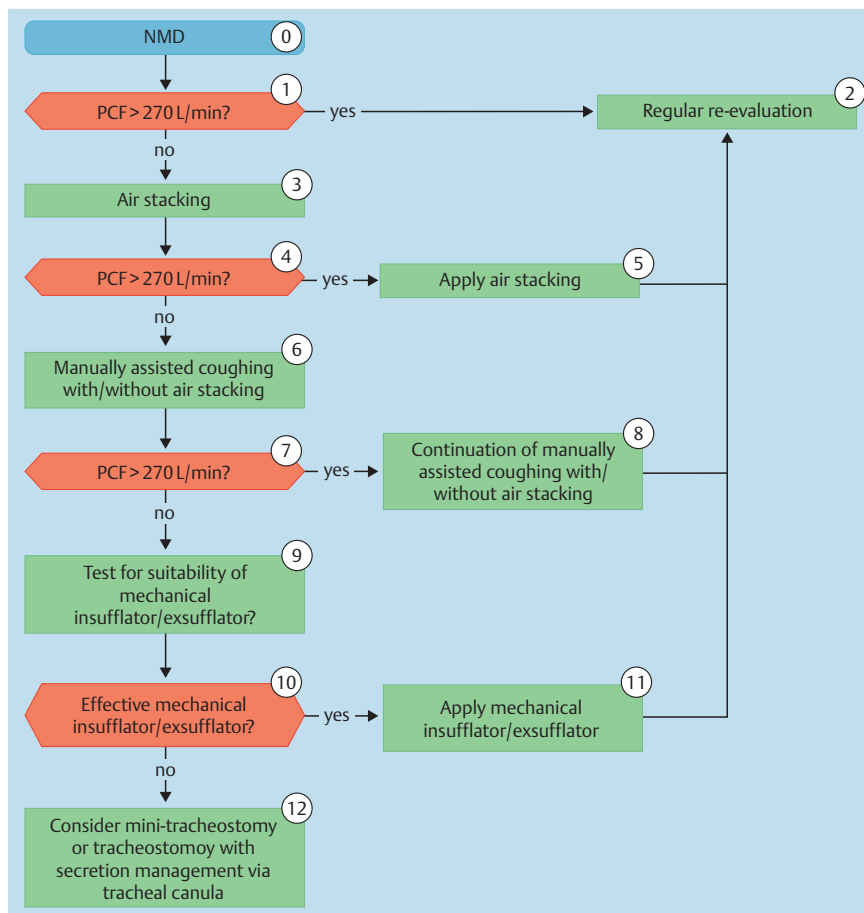 NMD
0
PCF > 270 L/min?
1
yes
Regular re-evaluation
2
no
Air stacking
3
PCF > 270 L/min?
4
yes
Apply air stacking
5
no
Manually assisted coughing
with/without air stacking
6
PCF > 270 L/min?
7
yes
Continuation of manually
assisted coughing with/
without air stacking
8
no
Test for suitability of
mechanical
insufflator/exsufflator?
9
Effective mechanical
insufflator/exsufflator?
10
yes
Apply mechanical
insufflator/exsufflator
11
no
Consider mini-tracheostomy
or tracheostomoy with
secretion management via
tracheal canula
12